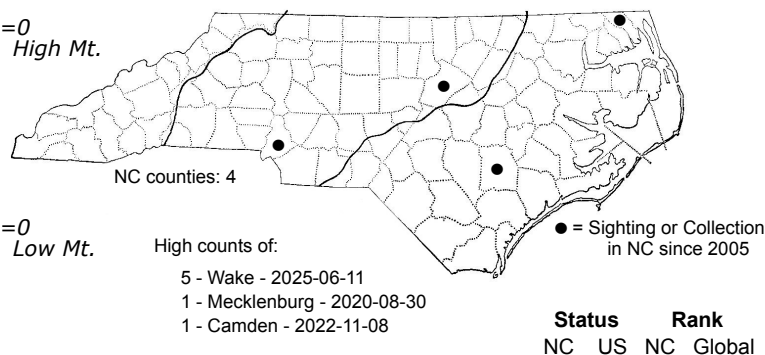 =0
High Mt.
NC counties: 4
=0
Low Mt.
High counts of:
5 - Wake - 2025-06-11
1 - Mecklenburg - 2020-08-30
1 - Camden - 2022-11-08
● = Sighting or Collection
in NC since 2005
Status Rank
NC US NC Global